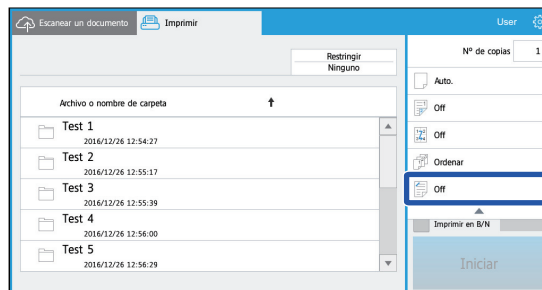 Escanear un documento
Imprimir
User
Restringir
Ninguno
Archivo o nombre de carpeta
Test 1
2016/12/26 12:54:27
Test 2
2016/12/26 12:55:17
Test 3
2016/12/26 12:55:39
Test 4
2016/12/26 12:56:00
Test 5
2016/12/26 12:56:29
Nº de copias 1
Auto.
Off
Off
Ordenar
Off
Imprimir en B/N
Iniciar